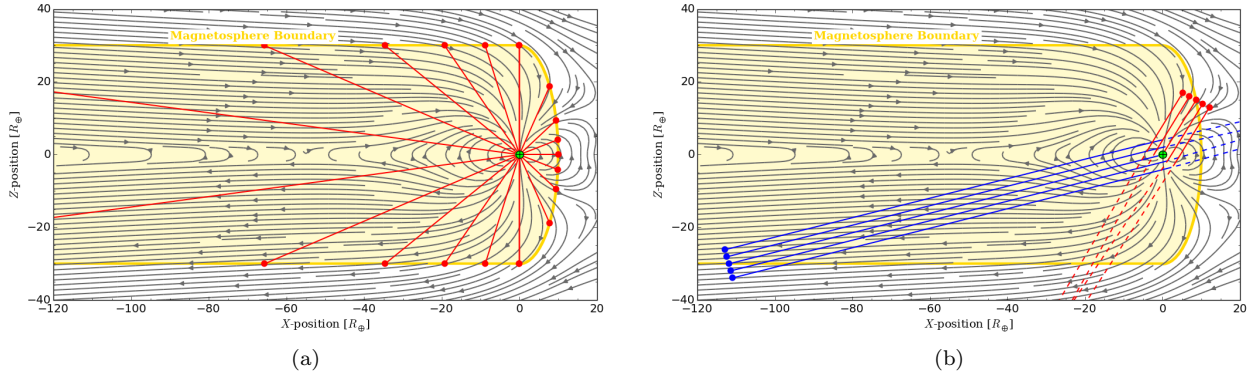 40
20
0
−20
−40
Z-position [R⊕]
Magnetosphere Boundary
−120 −100 −80 −60 −40 −20 0 20
X-position [R⊕]
(a)
40
20
0
−20
−40
Z-position [R⊕]
Magnetosphere Boundary
−120 −100 −80 −60 −40 −20 0 20
X-position [R⊕]
(b)